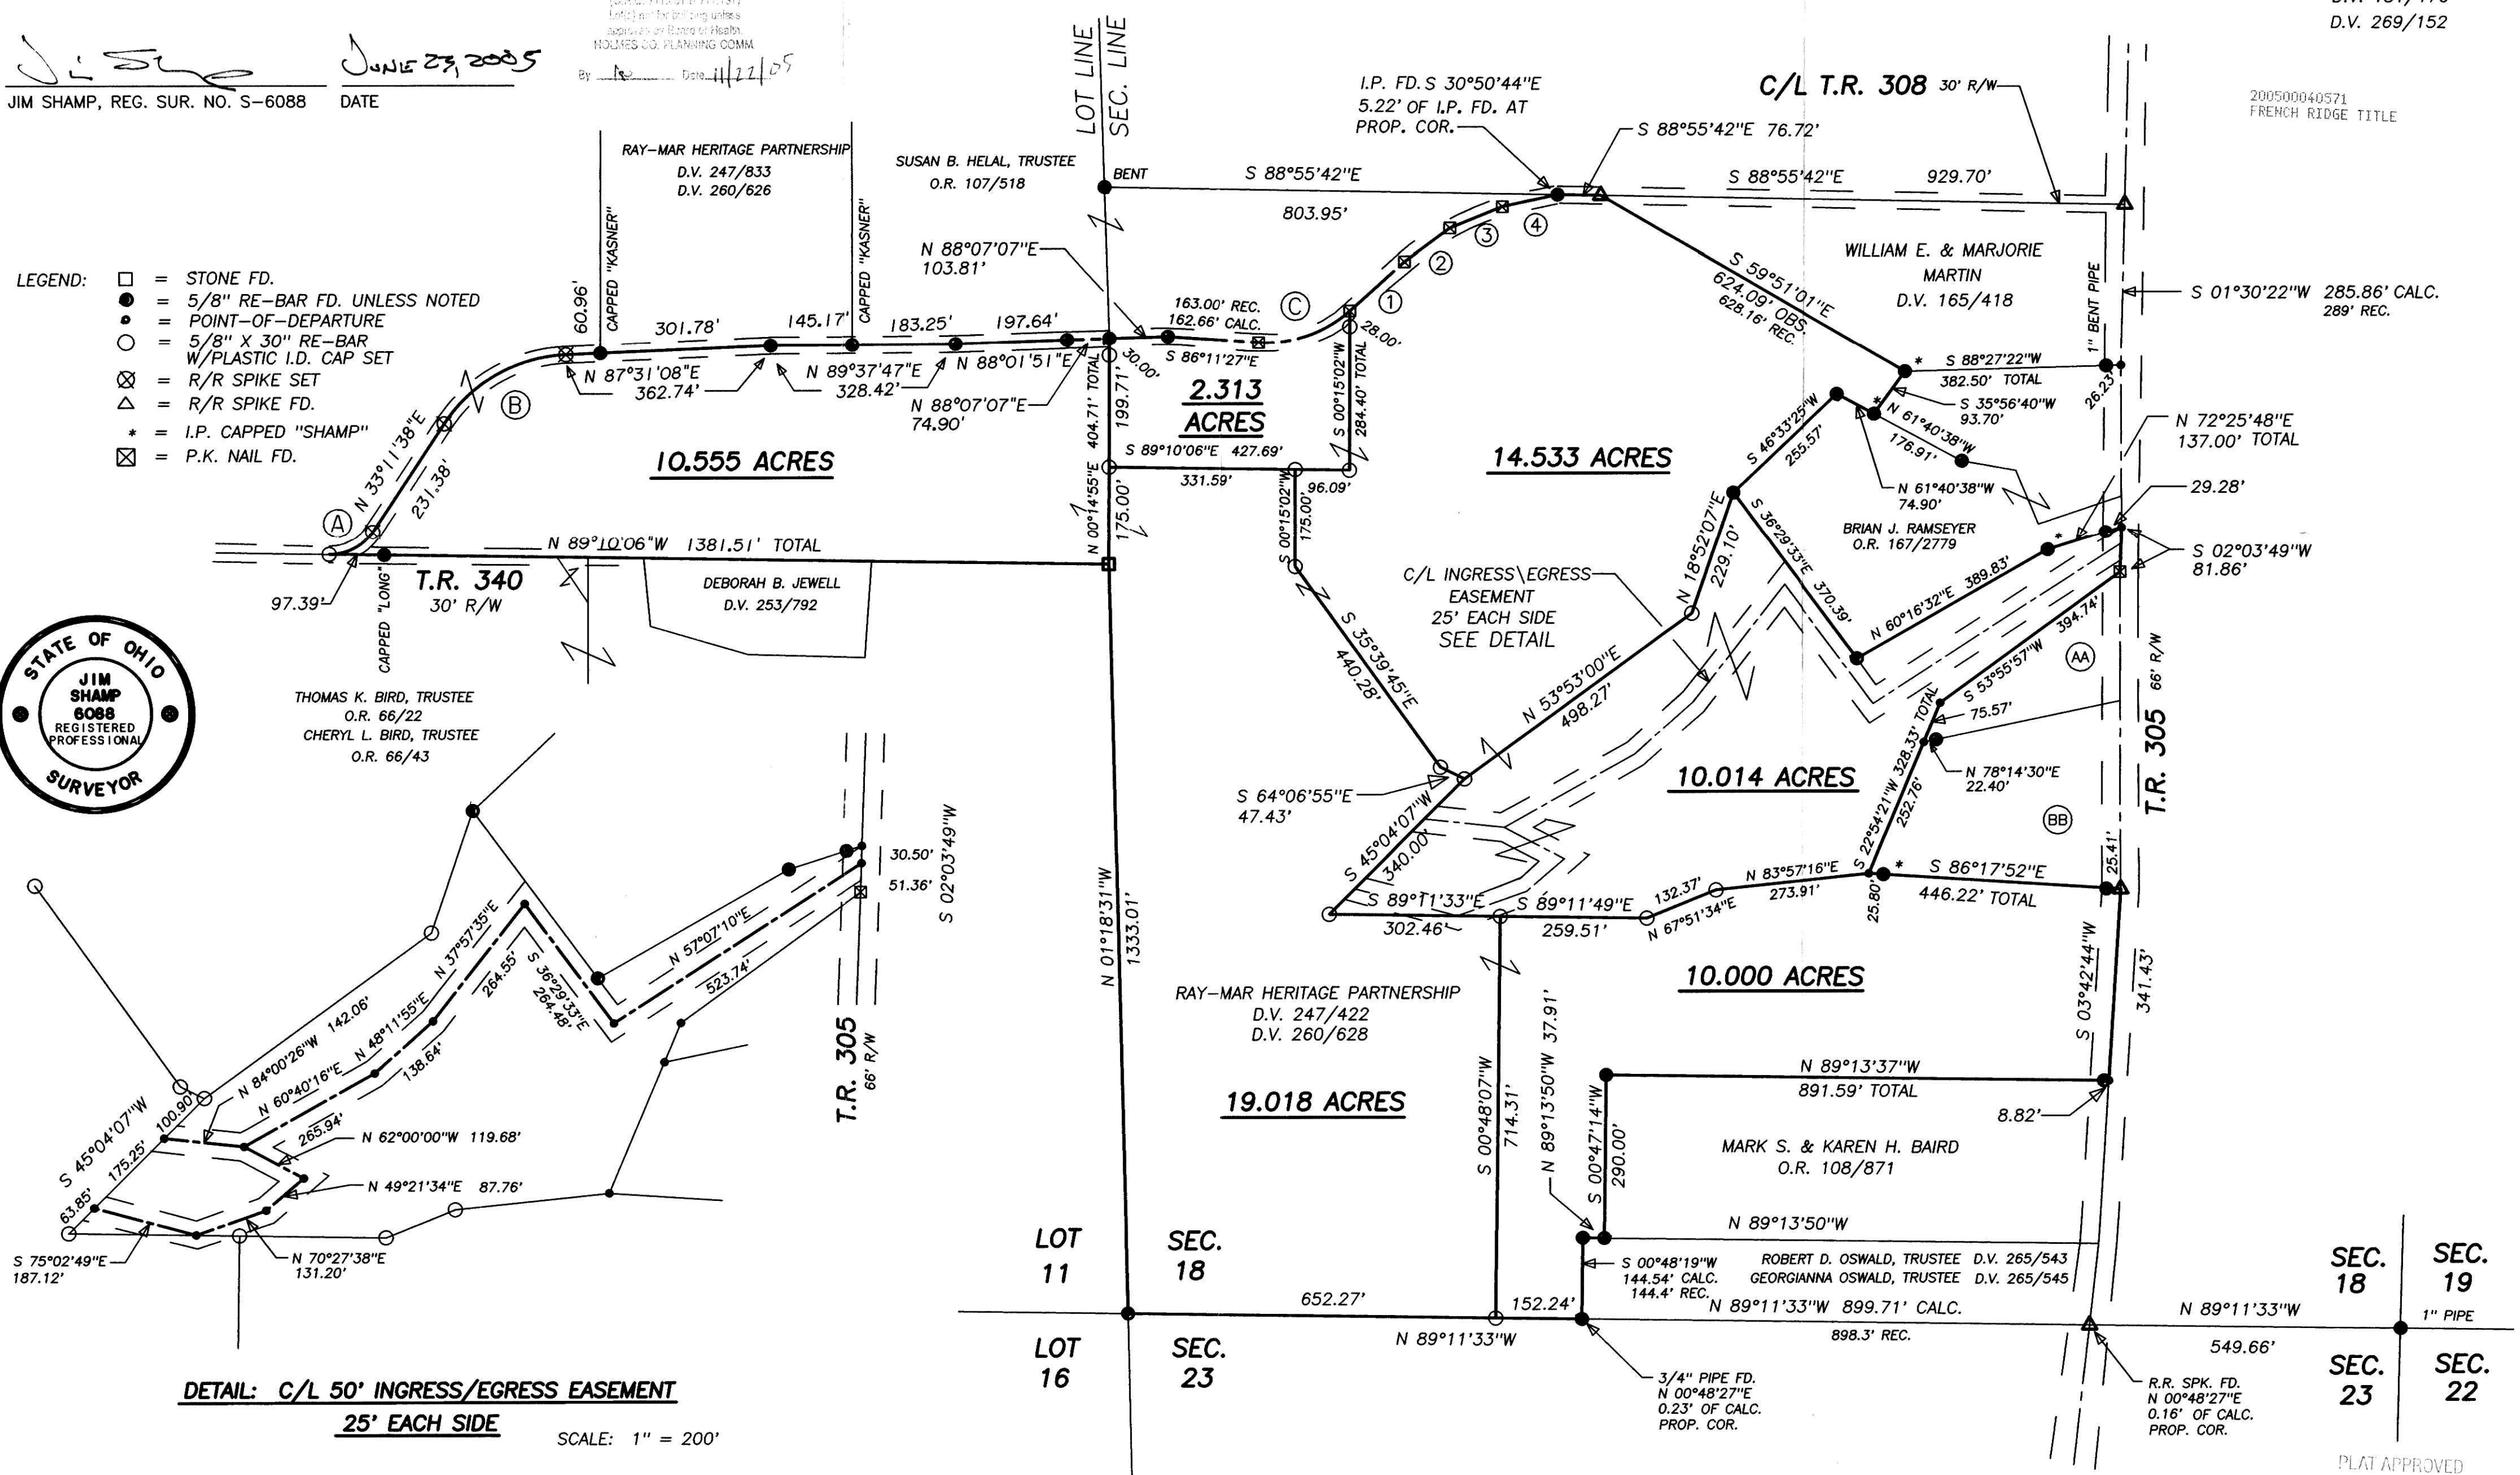 D.V. 269/152
JUNE 23, 2005
JIM SHAMP, REG. SUR. NO. S-6088 DATE
Lot(s) not for building unless
approved by Board of Health.
HOLMES CO. PLANNING COMM.
By Date 11/22/05
200500040571
FRENCH RIDGE TITLE
LOT LINE
SEC. LINE
I.P. FD. S 30°50'44"E
5.22' OF I.P. FD. AT
PROP. COR.
C/L T.R. 308 30' R/W
S 88°55'42"E 76.72'
RAY-MAR HERITAGE PARTNERSHIP
D.V. 247/833
D.V. 260/626
SUSAN B. HELAL, TRUSTEE
O.R. 107/518
BENT
S 88°55'42"E
803.95'
S 88°55'42"E 929.70'
LEGEND:
□ = STONE FD.
● = 5/8" RE-BAR FD. UNLESS NOTED
= POINT-OF-DEPARTURE
○ = 5/8" X 30" RE-BAR
W/PLASTIC I.D. CAP SET
⊗ = R/R SPIKE SET
△ = R/R SPIKE FD.
* = I.P. CAPPED "SHAMP"
⊠ = P.K. NAIL FD.
60.96'
CAPPED "KASNER"
CAPPED "KASNER"
301.78'
145.17'
183.25'
197.64'
N 88°07'07"E
103.81'
163.00' REC.
162.66' CALC.
S 86°11'27"E
C
1
2
3
4
28.00'
30.00'
N 87°31'08"E
362.74'
N 89°37'47"E
328.42'
N 88°01'51"E
N 88°07'07"E
74.90'
N 33°11'38"E
231.38'
A
B
10.555 ACRES
N 00°14'55"E 404.71' TOTAL
199.71'
175.00'
2.313
ACRES
S 00°15'02"W
284.40' TOTAL
S 89°10'06"E 427.69'
331.59'
96.09'
S 00°15'02"W
175.00'
14.533 ACRES
S 59°51'01"E
624.09' OBS.
628.16' REC.
WILLIAM E. & MARJORIE
MARTIN
D.V. 165/418
1" BENT PIPE
S 01°30'22"W 285.86' CALC.
289' REC.
* S 88°27'22"W
382.50' TOTAL
26.23'
S 35°56'40"W
93.70'
* N 61°40'38"W
176.91'
N 61°40'38"W
74.90'
N 72°25'48"E
137.00' TOTAL
29.28'
S 46°33'25"W
255.57'
BRIAN J. RAMSEYER
O.R. 167/2779
*
S 02°03'49"W
81.86'
N 89°10'06"W 1381.51' TOTAL
T.R. 340
30' R/W
97.39'
CAPPED "LONG"
DEBORAH B. JEWELL
D.V. 253/792
THOMAS K. BIRD, TRUSTEE
O.R. 66/22
CHERYL L. BIRD, TRUSTEE
O.R. 66/43
STATE OF OHIO
JIM
SHAMP
6088
REGISTERED
PROFESSIONAL
SURVEYOR
C/L INGRESS\EGRESS
EASEMENT
25' EACH SIDE
SEE DETAIL
N 18°52'07"E
229.10'
S 36°29'33"E 370.39'
N 60°16'32"E 389.83'
S 53°55'57"W 394.74'
AA
66' R/W
T.R. 305
S 35°39'45"E
440.28'
N 53°53'00"E
498.27'
S 64°06'55"E
47.43'
S 45°04'07"W
340.00'
10.014 ACRES
75.57'
S 22°54'21"W 328.33' TOTAL
252.76'
N 78°14'30"E
22.40'
BB
25.41'
S 89°11'33"E
302.46'
S 89°11'49"E
259.51'
132.37'
N 67°51'34"E
N 83°57'16"E
273.91'
* S 86°17'52"E
446.22' TOTAL
25.80'
10.000 ACRES
S 03°42'44"W
341.43'
N 01°18'31"W
1333.01'
RAY-MAR HERITAGE PARTNERSHIP
D.V. 247/422
D.V. 260/628
19.018 ACRES
S 00°48'07"W
714.31'
N 89°13'50"W 37.91'
S 00°47'14"W
290.00'
N 89°13'37"W
891.59' TOTAL
8.82'
MARK S. & KAREN H. BAIRD
O.R. 108/871
N 89°13'50"W
S 00°48'19"W
144.54' CALC.
144.4' REC.
ROBERT D. OSWALD, TRUSTEE D.V. 265/543
GEORGIANNA OSWALD, TRUSTEE D.V. 265/545
LOT
11
SEC.
18
652.27'
152.24'
N 89°11'33"W
N 89°11'33"W 899.71' CALC.
898.3' REC.
LOT
16
SEC.
23
3/4" PIPE FD.
N 00°48'27"E
0.23' OF CALC.
PROP. COR.
SEC.
18
SEC.
19
N 89°11'33"W
549.66'
1" PIPE
R.R. SPK. FD.
N 00°48'27"E
0.16' OF CALC.
PROP. COR.
SEC.
23
SEC.
22
PLAT APPROVED
30.50'
51.36'
S 02°03'49"W
N 57°07'10"E
523.74'
T.R. 305
66' R/W
N 37°57'35"E
264.55'
S 36°29'33"E
264.48'
N 48°11'55"E
138.64'
N 84°00'26"W 142.06'
N 60°40'16"E
265.94'
N 62°00'00"W 119.68'
N 49°21'34"E 87.76'
S 45°04'07"W
100.90'
175.25'
63.85'
S 75°02'49"E
187.12'
N 70°27'38"E
131.20'
DETAIL: C/L 50' INGRESS/EGRESS EASEMENT
25' EACH SIDE
SCALE: 1" = 200'